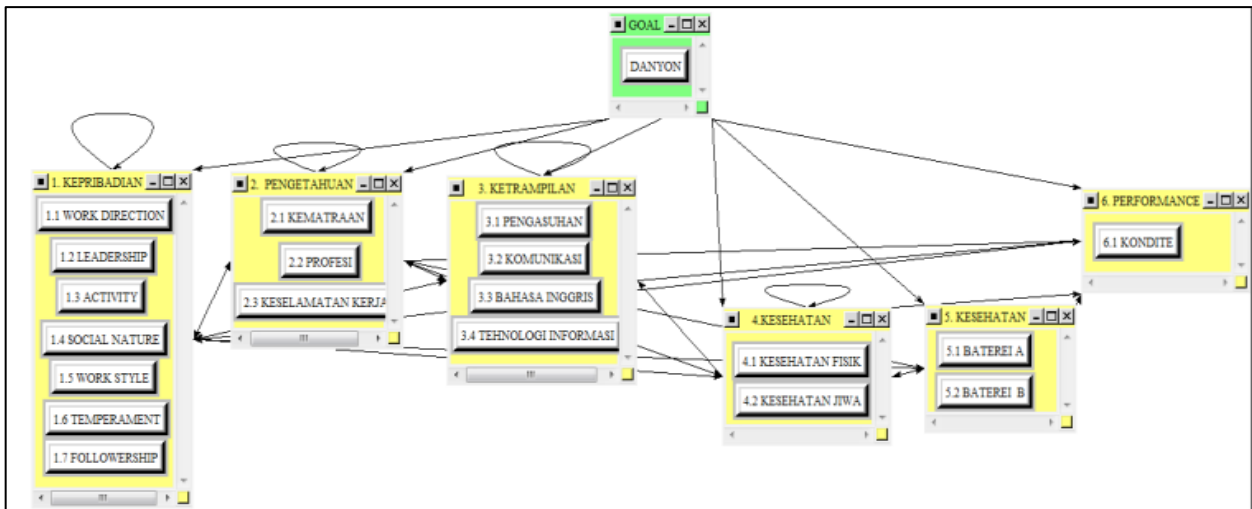 GOAL
DANYON
1. KEPRIBADIAN
1.1 WORK DIRECTION
1.2 LEADERSHIP
1.3 ACTIVITY
1.4 SOCIAL NATURE
1.5 WORK STYLE
1.6 TEMPERAMENT
1.7 FOLLOWERSHIP
2. PENGETAHUAN
2.1 KEMATRAAN
2.2 PROFESI
2.3 KESELAMATAN KERJA
3. KETRAMPILAN
3.1 PENGASUHAN
3.2 KOMUNIKASI
3.3 BAHASA INGGRIS
3.4 TEHNOLOGI INFORMASI
4.KESEHATAN
4.1 KESEHATAN FISIK
4.2 KESEHATAN JIWA
5. KESEHATAN
5.1 BATEREI A
5.2 BATEREI B
6. PERFORMANCE
6.1 KONDITE